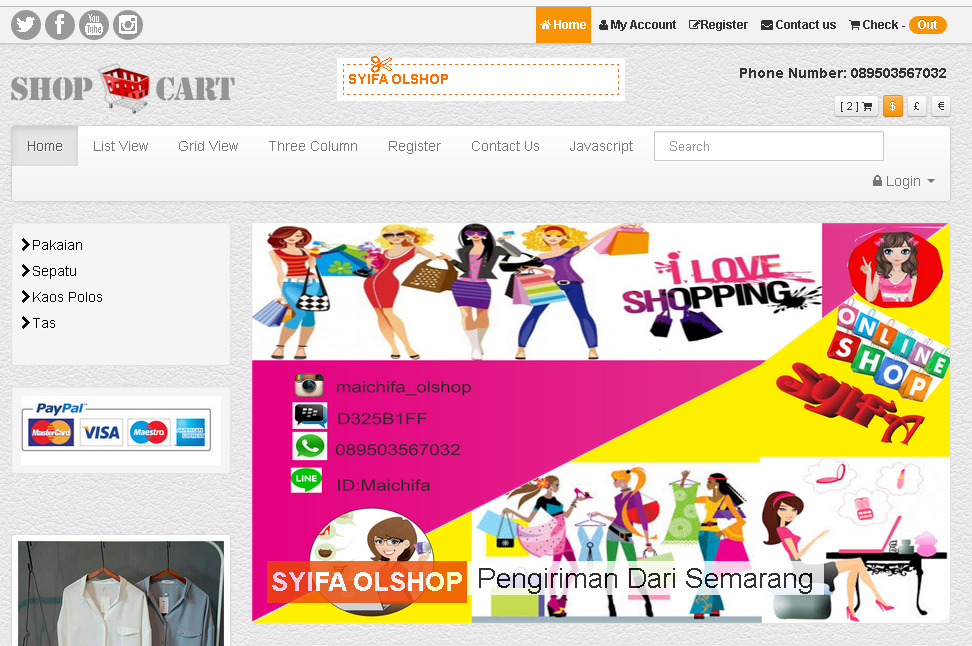 You Tube
Home My Account Register Contact us Check - Out
SHOP CART
SYIFA OLSHOP
Phone Number: 089503567032
[ 2 ] $ £ €
Home List View Grid View Three Column Register Contact Us Javascript Search
Login
Pakaian
Sepatu
Kaos Polos
Tas
PayPal
MasterCard VISA Maestro AMERICAN EXPRESS
i LOVE
SHOPPING
ONLINE
SHOP
Syifa
maichifa_olshop
D325B1FF
089503567032
LINE ID:Maichifa
SYIFA OLSHOP Pengiriman Dari Semarang